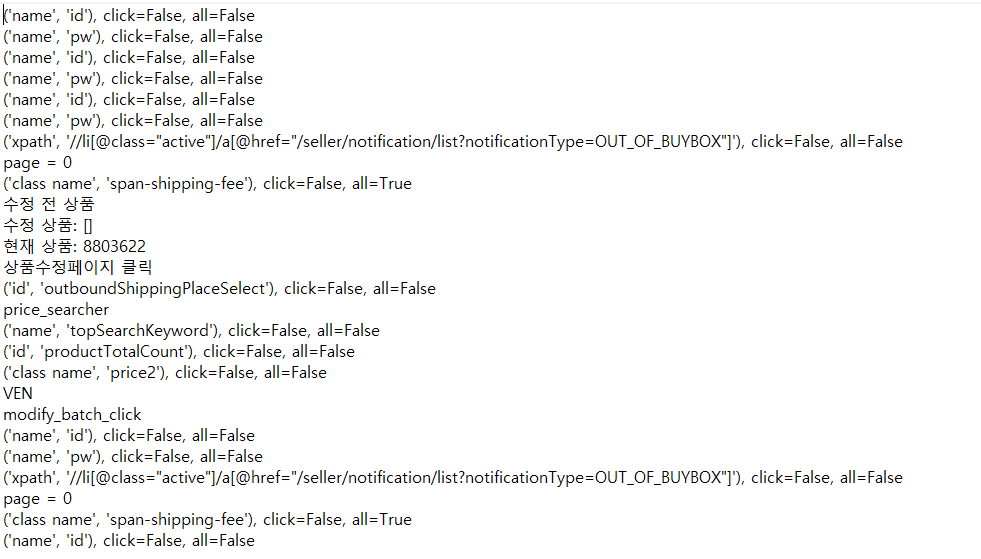 ('name', 'id'), click=False, all=False
('name', 'pw'), click=False, all=False
('name', 'id'), click=False, all=False
('name', 'pw'), click=False, all=False
('name', 'id'), click=False, all=False
('name', 'pw'), click=False, all=False
('xpath', '//li[@class="active"]/a[@href="/seller/notification/list?notificationType=OUT_OF_BUYBOX"]'), click=False, all=False
page = 0
('class name', 'span-shipping-fee'), click=False, all=True
수정 전 상품
수정 상품: []
현재 상품: 8803622
상품수정페이지 클릭
('id', 'outboundShippingPlaceSelect'), click=False, all=False
price_searcher
('name', 'topSearchKeyword'), click=False, all=False
('id', 'productTotalCount'), click=False, all=False
('class name', 'price2'), click=False, all=False
VEN
modify_batch_click
('name', 'id'), click=False, all=False
('name', 'pw'), click=False, all=False
('xpath', '//li[@class="active"]/a[@href="/seller/notification/list?notificationType=OUT_OF_BUYBOX"]'), click=False, all=False
page = 0
('class name', 'span-shipping-fee'), click=False, all=True
('name', 'id'), click=False, all=False